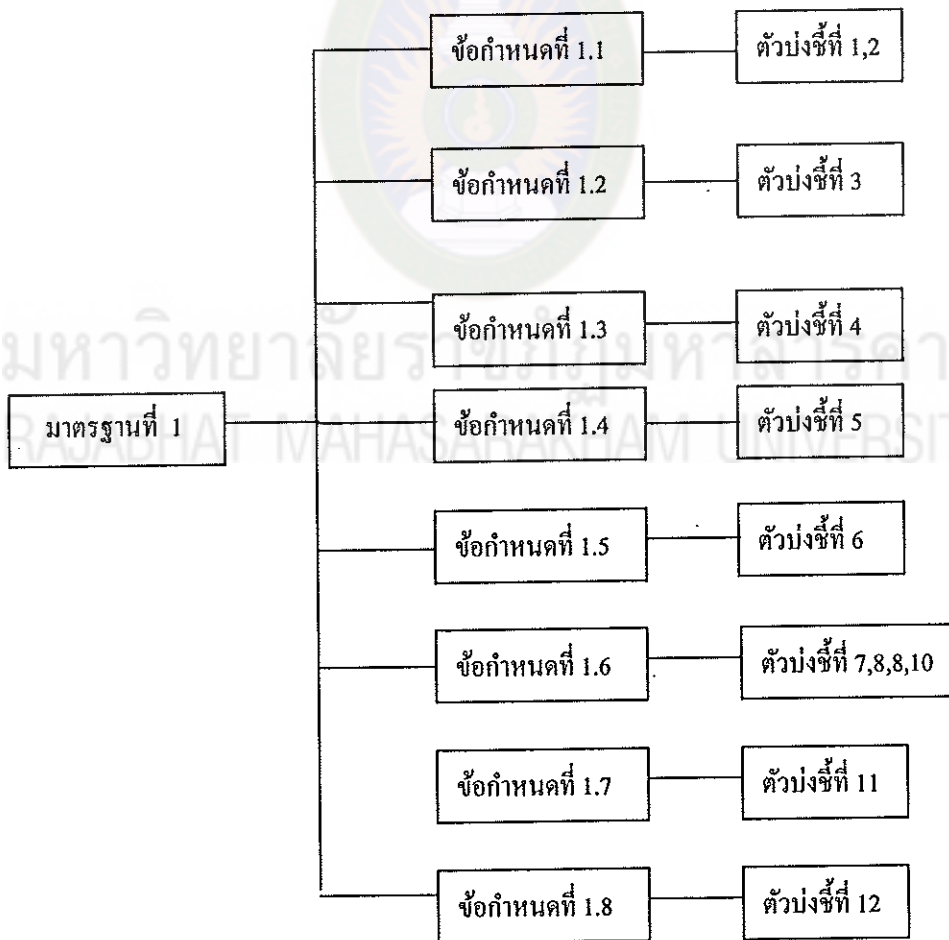 ข้อกำหนดที่ 1.1 ตัวบ่งชี้ที่ 1,2
ข้อกำหนดที่ 1.2 ตัวบ่งชี้ที่ 3
ข้อกำหนดที่ 1.3 ตัวบ่งชี้ที่ 4
มหาวิทยาลัยราชภัฏมหาสารคา
มาตรฐานที่ 1 ข้อกำหนดที่ 1.4 ตัวบ่งชี้ที่ 5
RAJABHAT MAHASARAKHAM UNIVERSIT
ข้อกำหนดที่ 1.5 ตัวบ่งชี้ที่ 6
ข้อกำหนดที่ 1.6 ตัวบ่งชี้ที่ 7,8,8,10
ข้อกำหนดที่ 1.7 ตัวบ่งชี้ที่ 11
ข้อกำหนดที่ 1.8 ตัวบ่งชี้ที่ 12